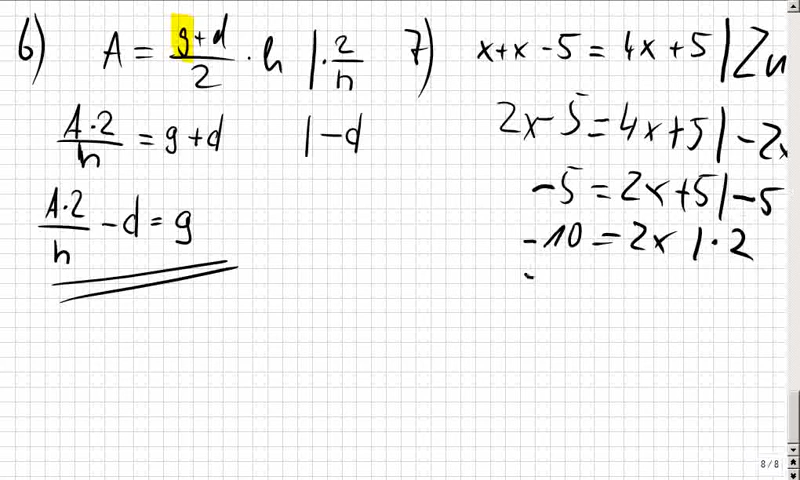 6) A = g+d/2 · h | · 2/h
A·2/h = g+d | -d
A·2/h - d = g
7) x+x-5 = 4x+5 | Zu
2x-5 = 4x+5 | -2x
-5 = 2x+5 | -5
-10 = 2x | · 2
8/8